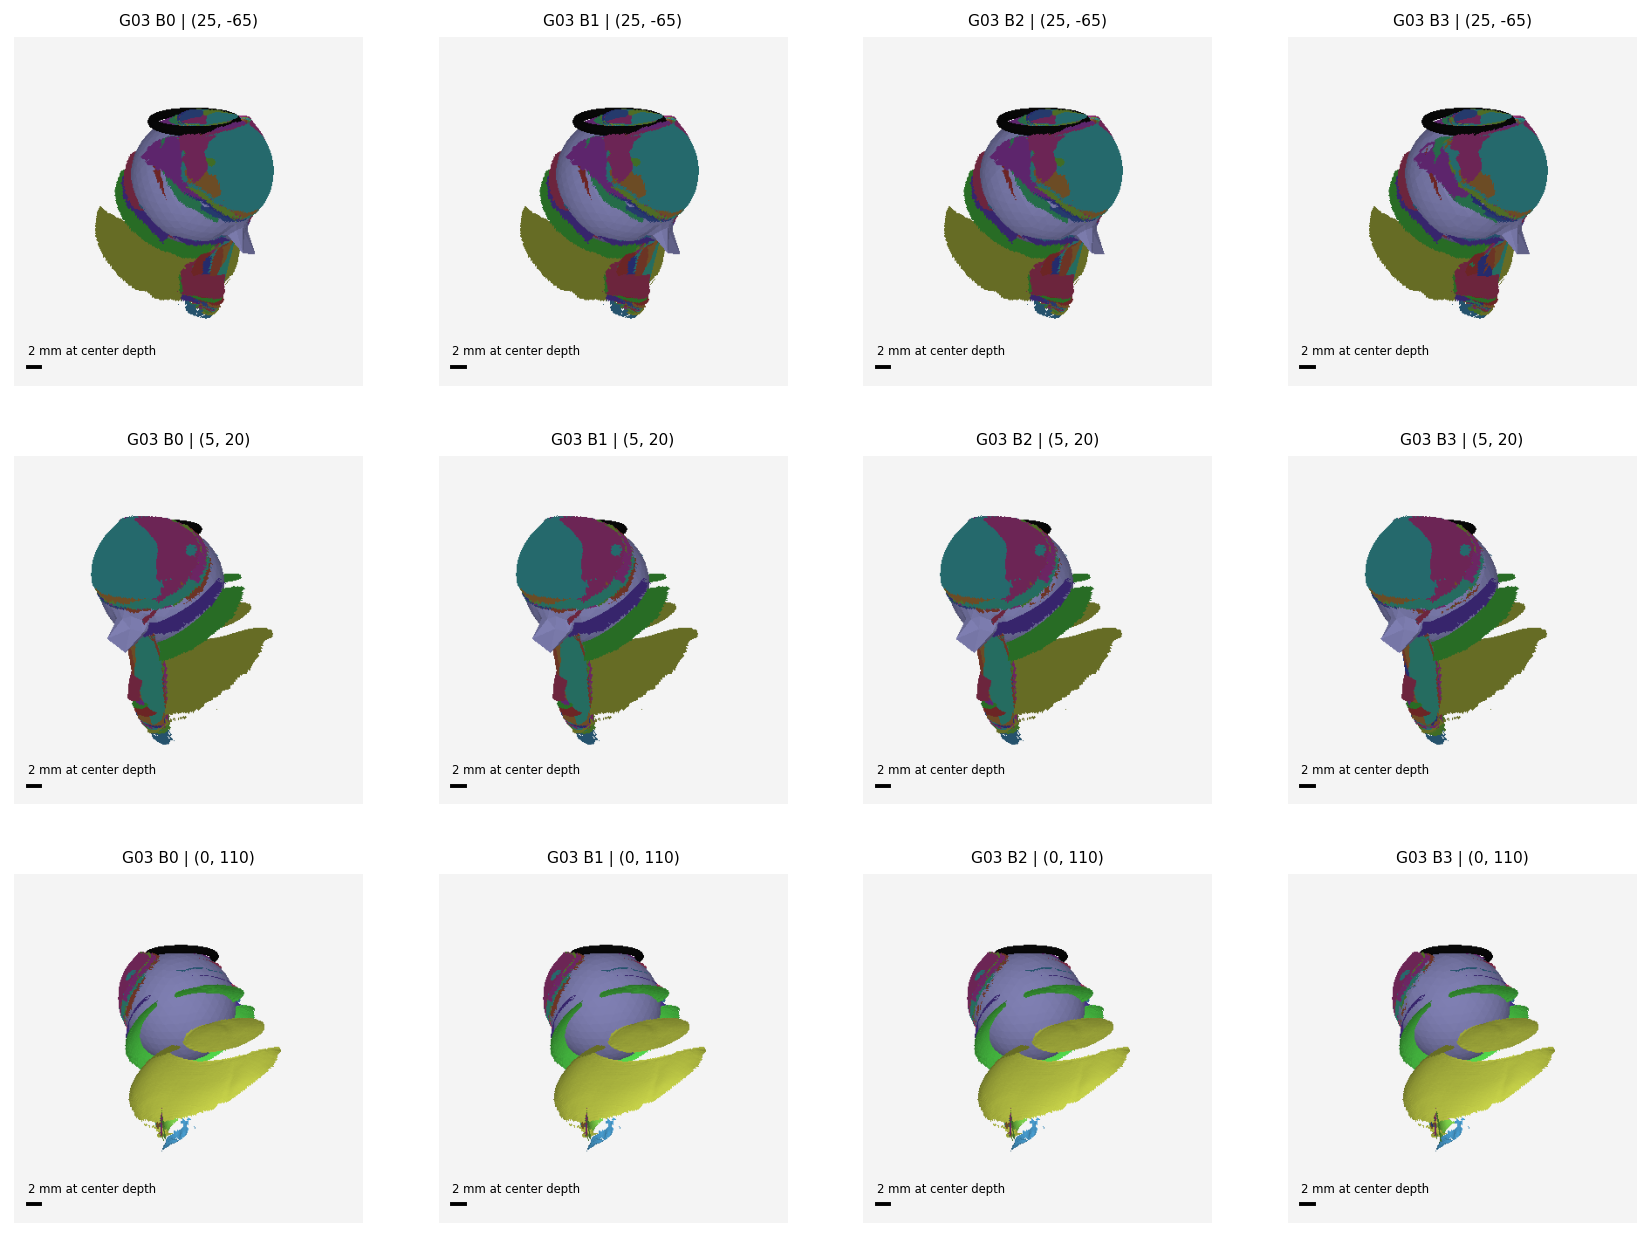 G03 B0 | (25, -65)
G03 B1 | (25, -65)
G03 B2 | (25, -65)
G03 B3 | (25, -65)
2 mm at center depth
2 mm at center depth
2 mm at center depth
2 mm at center depth
G03 B0 | (5, 20)
G03 B1 | (5, 20)
G03 B2 | (5, 20)
G03 B3 | (5, 20)
2 mm at center depth
2 mm at center depth
2 mm at center depth
2 mm at center depth
G03 B0 | (0, 110)
G03 B1 | (0, 110)
G03 B2 | (0, 110)
G03 B3 | (0, 110)
2 mm at center depth
2 mm at center depth
2 mm at center depth
2 mm at center depth